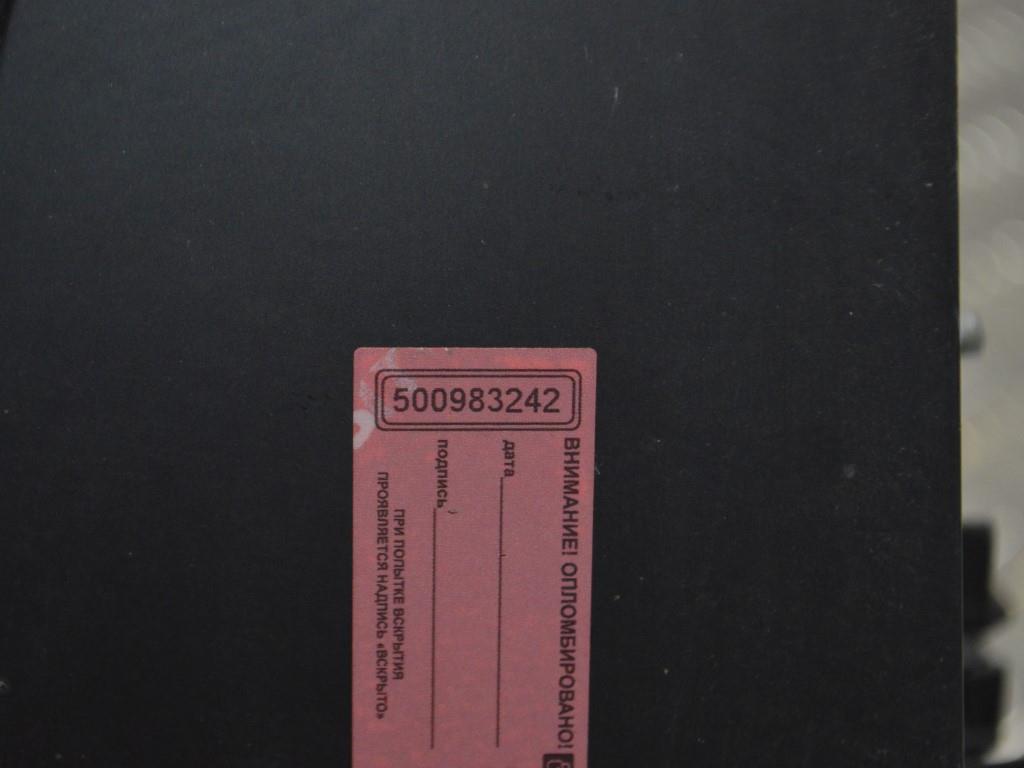 500983242
ВНИМАНИЕ! ОПЛОМБИРОВАНО!
дата
подпись
ПРИ ПОПЫТКЕ ВСКРЫТИЯ
ПРОЯВЛЯЕТСЯ НАДПИСЬ «ВСКРЫТО»